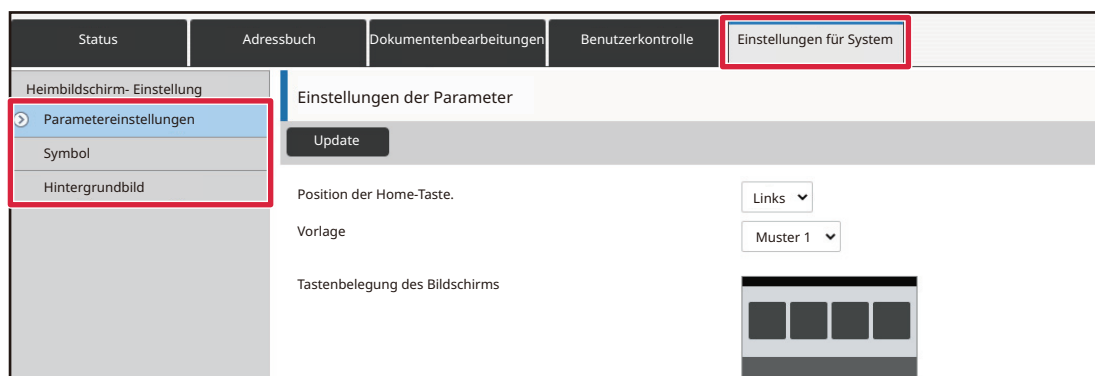 Status
Adressbuch
Dokumentenbearbeitungen
Benutzerkontrolle
Einstellungen für System
Heimbildschirm- Einstellung
Parametereinstellungen
Symbol
Hintergrundbild
Einstellungen der Parameter
Update
Position der Home-Taste.
Links
Vorlage
Muster 1
Tastenbelegung des Bildschirms